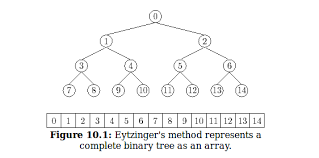 0
1 2
3 4 5 6
7 8 9 10 11 12 13 14
0 1 2 3 4 5 6 7 8 9 10 11 12 13 14
Figure 10.1: Eytzinger's method represents a
complete binary tree as an array.